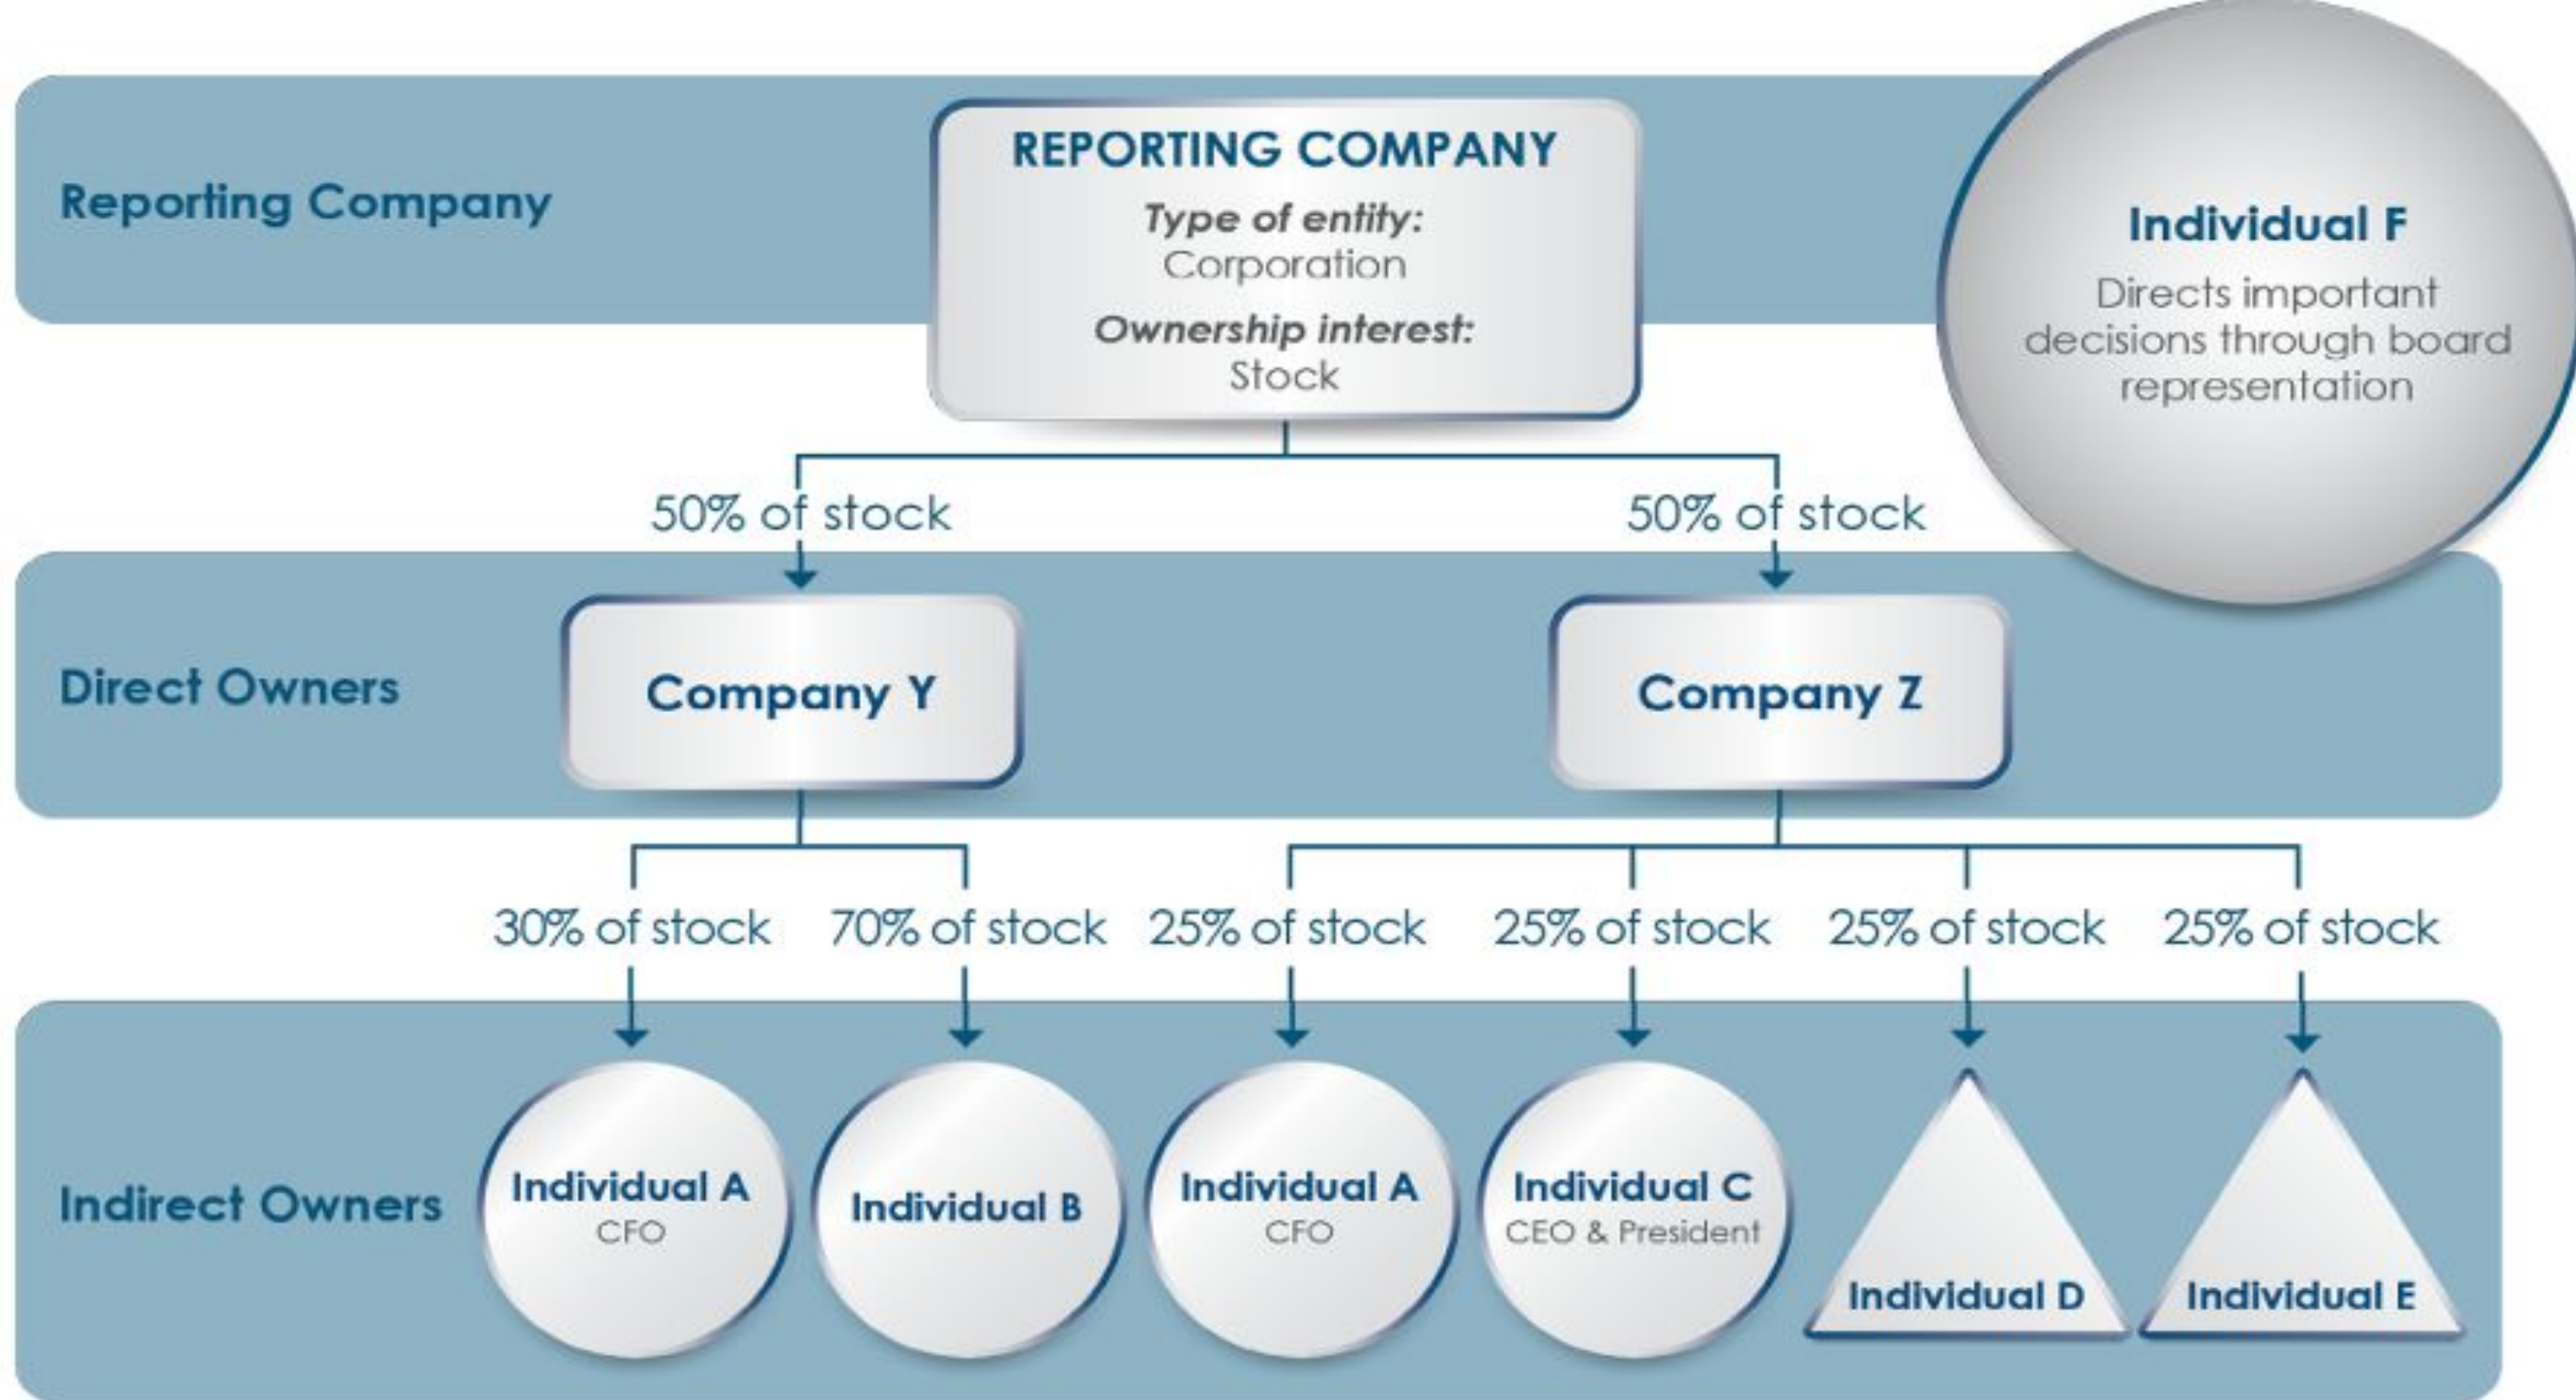 REPORTING COMPANY
Reporting Company
Type of entity:
Corporation
Ownership interest:
Stock
Individual F
Directs important
decisions through board
representation
50% of stock
50% of stock
Direct Owners
Company Y
Company Z
30% of stock
70% of stock
25% of stock
25% of stock
25% of stock
25% of stock
Indirect Owners
Individual A
CFO
Individual B
Individual A
CFO
Individual C
CEO & President
Individual D
Individual E